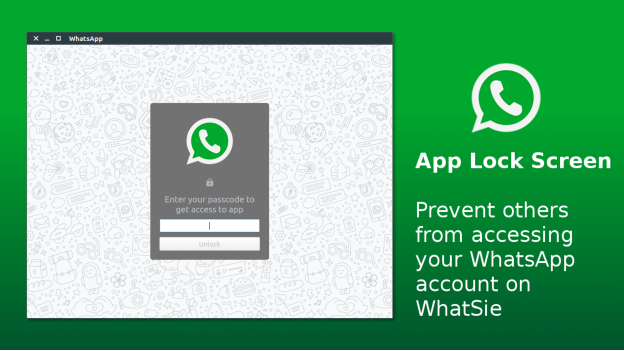 WhatsApp
Enter your passcode to
get access to app
Unlock
App Lock Screen
Prevent others
from accessing
your WhatsApp
account on
WhatSie